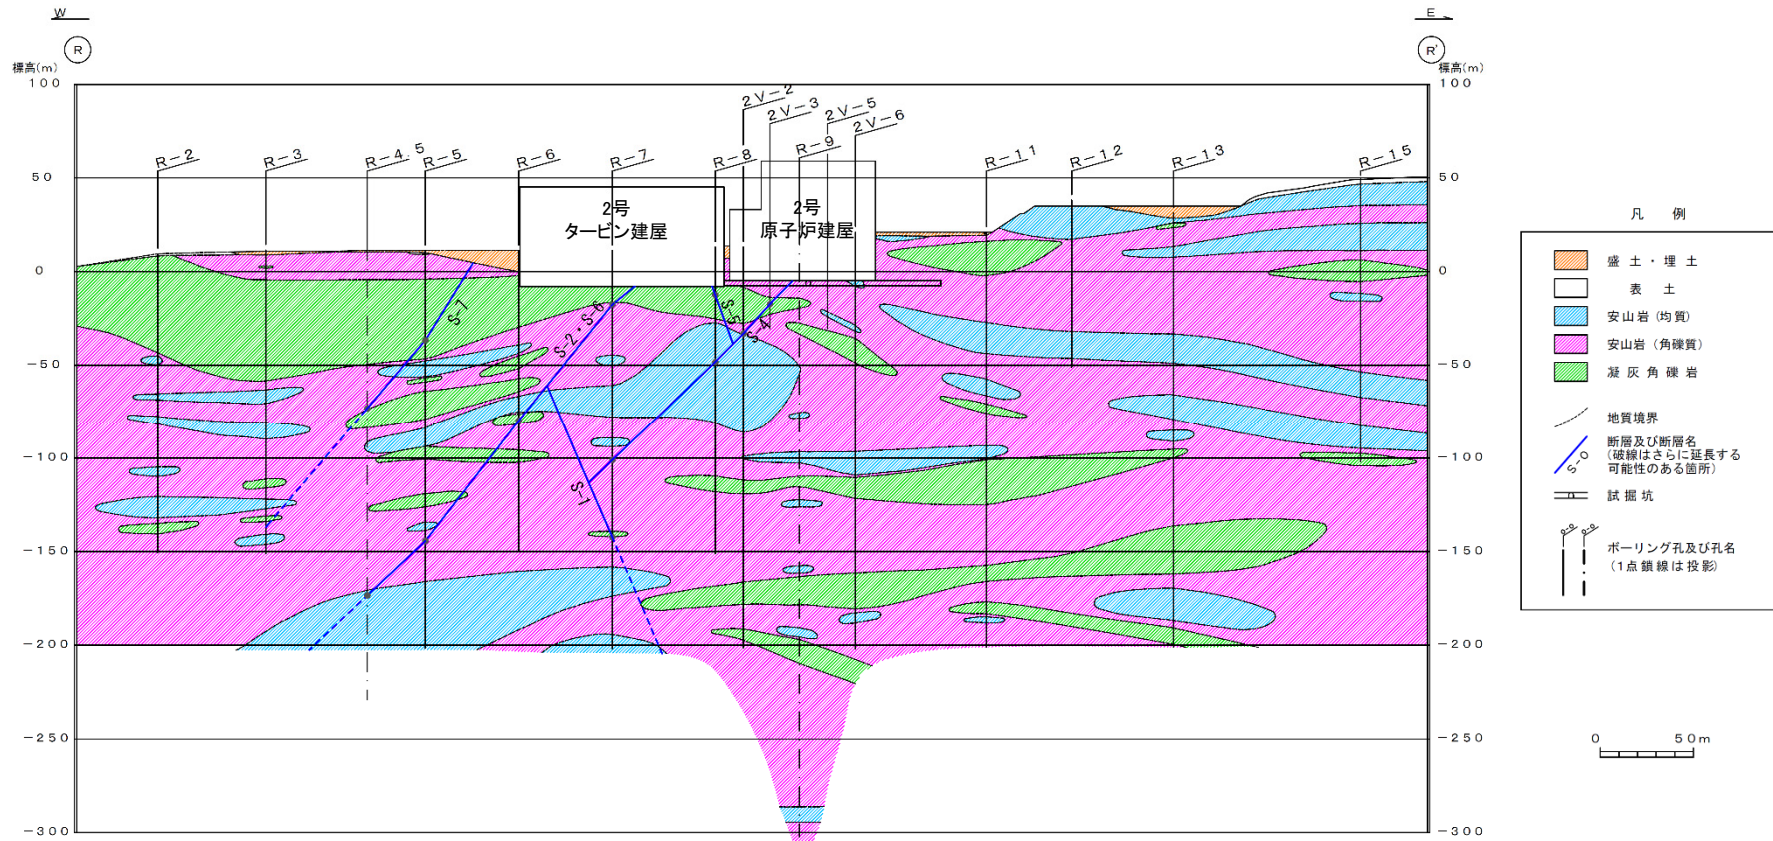 W
E
R
R'
標高(m)
標高(m)
100
50
0
−50
−100
−150
−200
−250
−300
100
50
0
−50
−100
−150
−200
−250
−300
R−2
R−3
R−4.5
R−5
R−6
R−7
R−8
2V−2
2V−3
R−9
2V−5
2V−6
R−11
R−12
R−13
R−15
2号
タービン建屋
2号
原子炉建屋
S−7
S−2・S−6
S−5
S−4
S−1
凡 例
盛土・埋土
表土
安山岩(均質)
安山岩(角礫質)
凝灰角礫岩
地質境界
断層及び断層名
(破線はさらに延長する
可能性のある箇所)
S−0
試掘坑
0−0 0−0
ボーリング孔及び孔名
(1点鎖線は投影)
0 50m